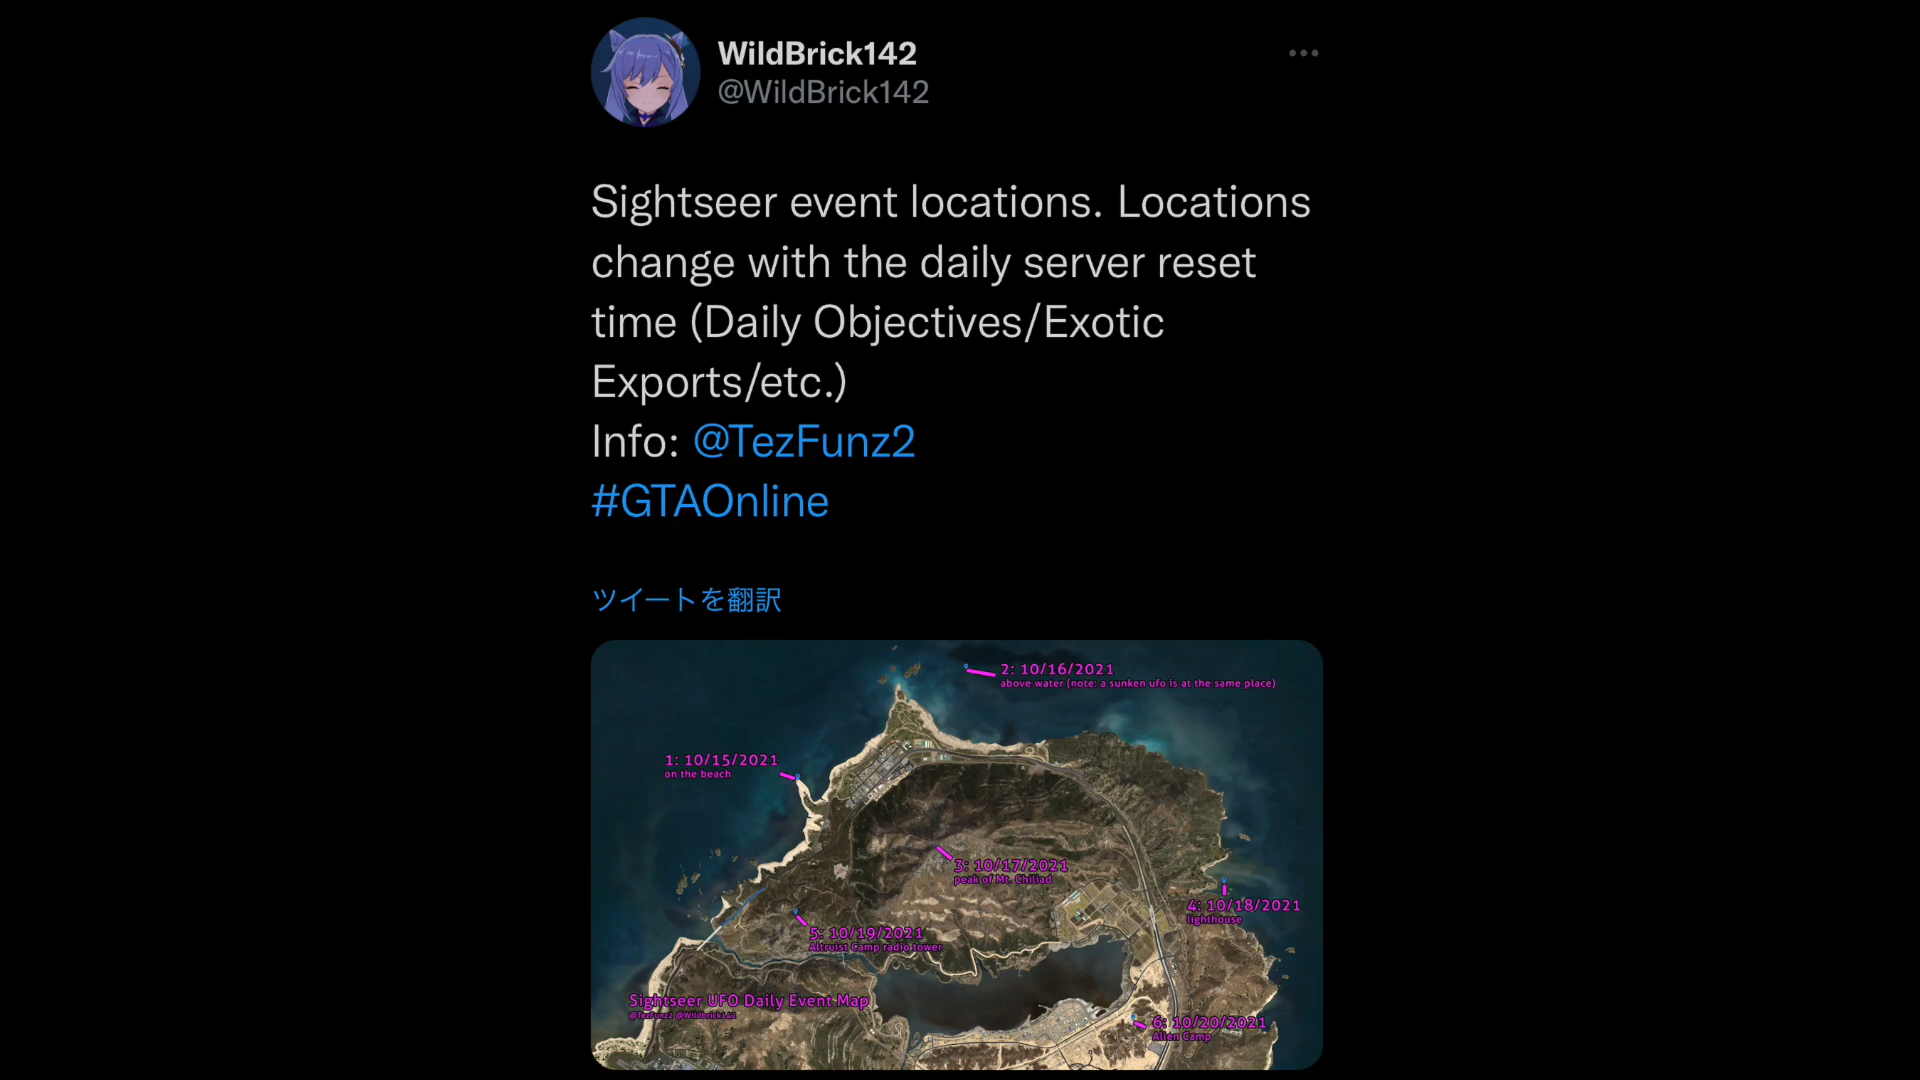 WildBrick142
@WildBrick142
Sightseer event locations. Locations
change with the daily server reset
time (Daily Objectives/Exotic
Exports/etc.)
Info: @TezFunz2
#GTAOnline
ツイートを翻訳
2: 10/16/2021
above water (note: a sunken ufo is at the same place)
1: 10/15/2021
on the beach
3: 10/17/2021
peak of Mt. Chiliad
4: 10/18/2021
lighthouse
5: 10/19/2021
Altruist Camp radio tower
Sightseer UFO Daily Event Map
@TezFunz2 @Wildbrick142
6: 10/20/2021
Alien Camp